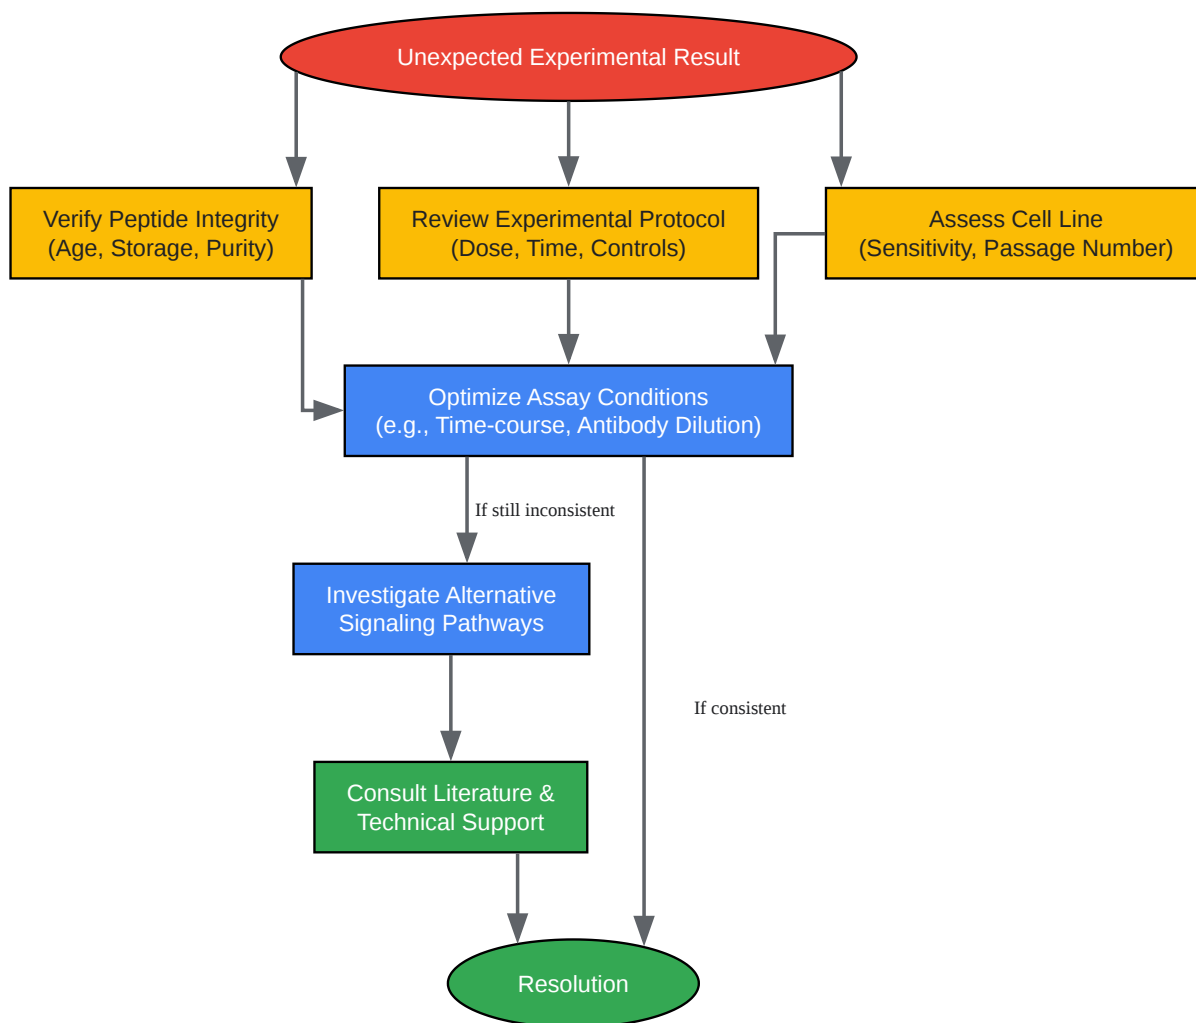 Unexpected Experimental Result
Verify Peptide Integrity
(Age, Storage, Purity)
Review Experimental Protocol
(Dose, Time, Controls)
Assess Cell Line
(Sensitivity, Passage Number)
Optimize Assay Conditions
(e.g., Time-course, Antibody Dilution)
If still inconsistent
Investigate Alternative
Signaling Pathways
If consistent
Consult Literature &
Technical Support
Resolution